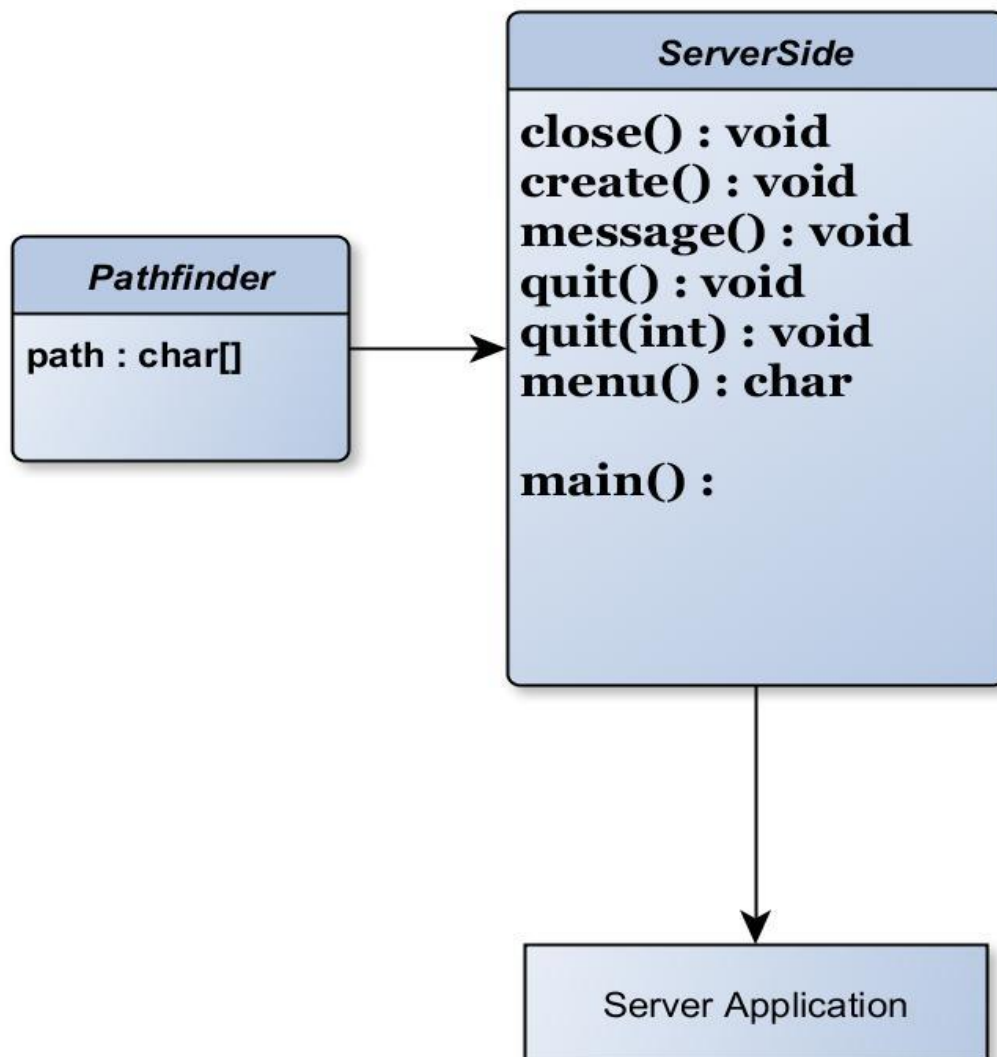 ServerSide
close() : void
create() : void
message() : void
quit() : void
quit(int) : void
menu() : char
main() :
Pathfinder
path : char[]
Server Application